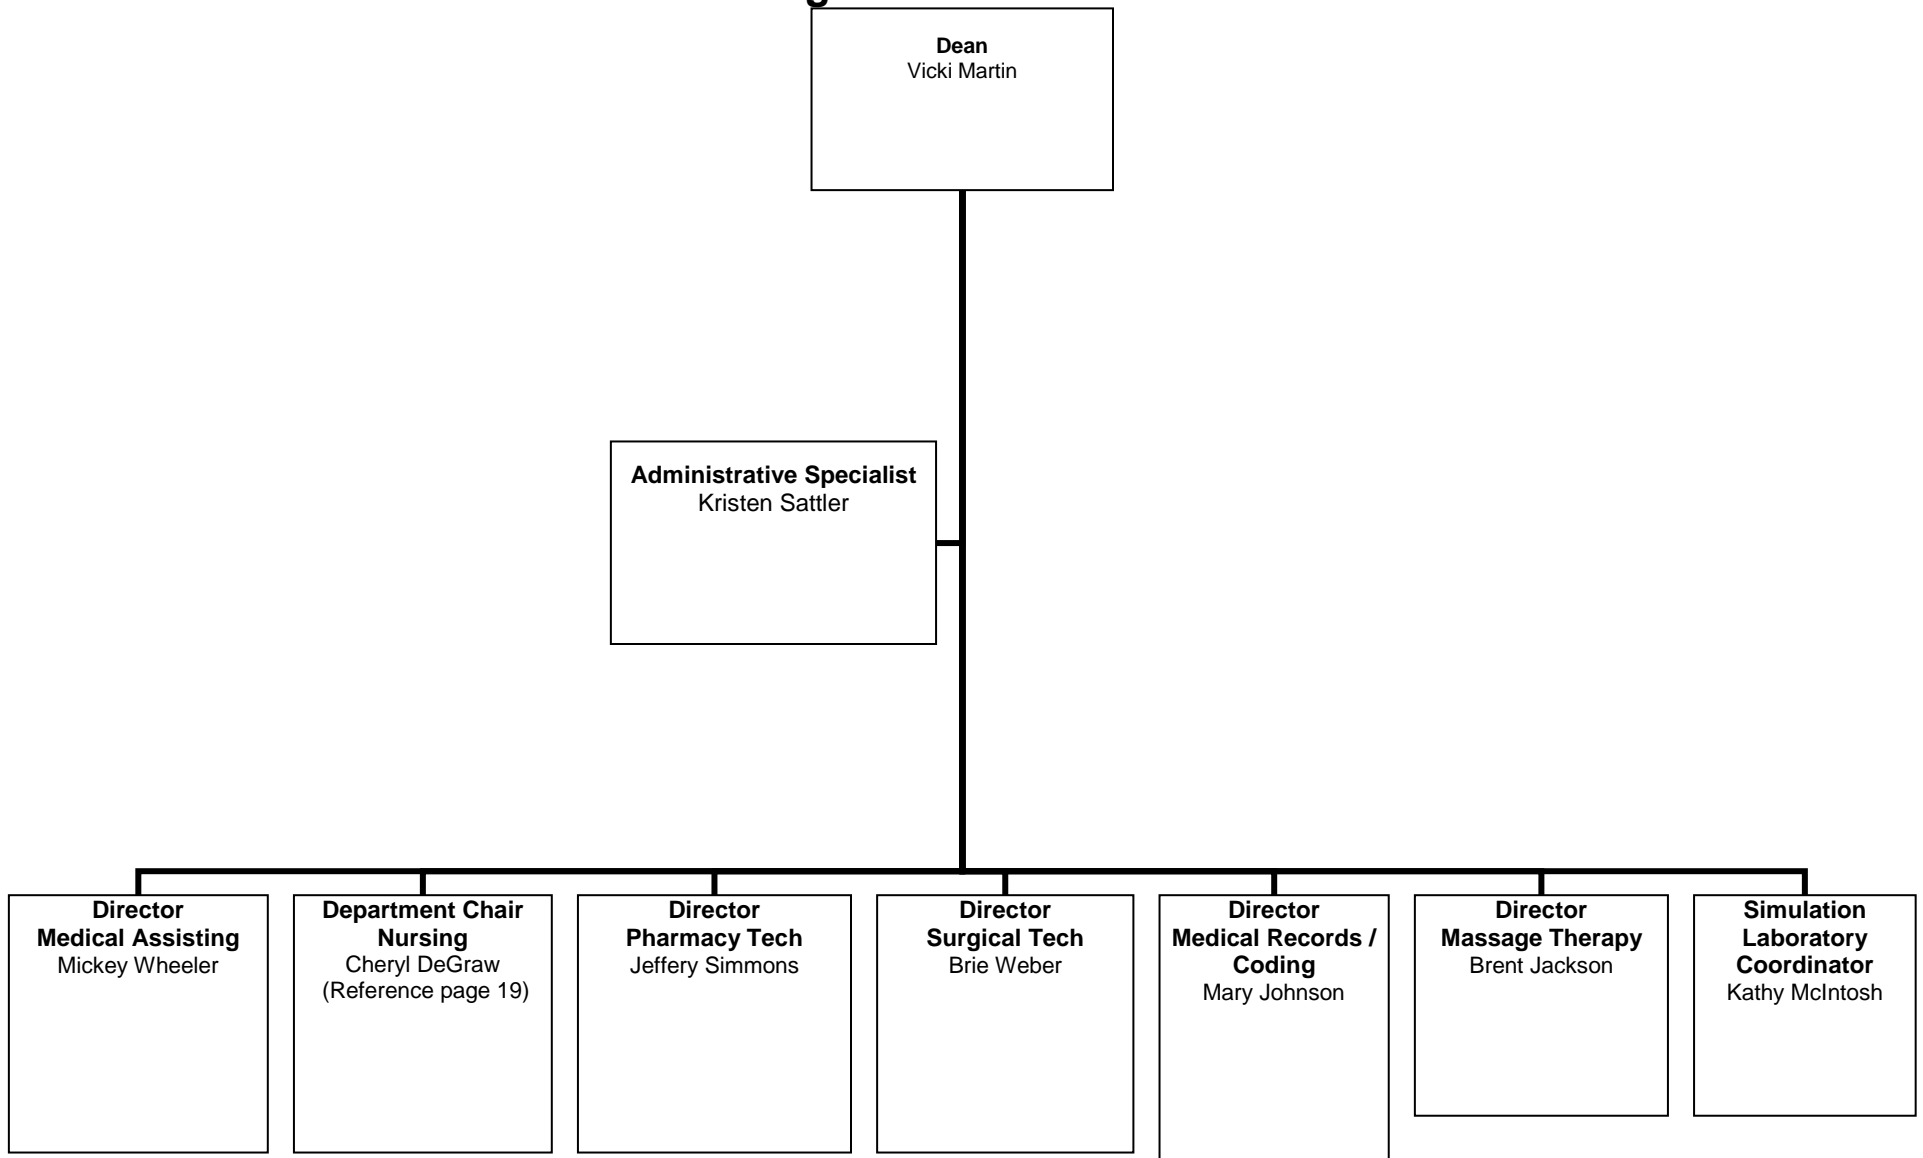 Dean
Vicki Martin
Administrative Specialist
Kristen Sattler
Director
Medical Assisting
Mickey Wheeler
Department Chair
Nursing
Cheryl DeGraw
(Reference page 19)
Director
Pharmacy Tech
Jeffery Simmons
Director
Surgical Tech
Brie Weber
Director
Medical Records /
Coding
Mary Johnson
Director
Massage Therapy
Brent Jackson
Simulation
Laboratory
Coordinator
Kathy McIntosh